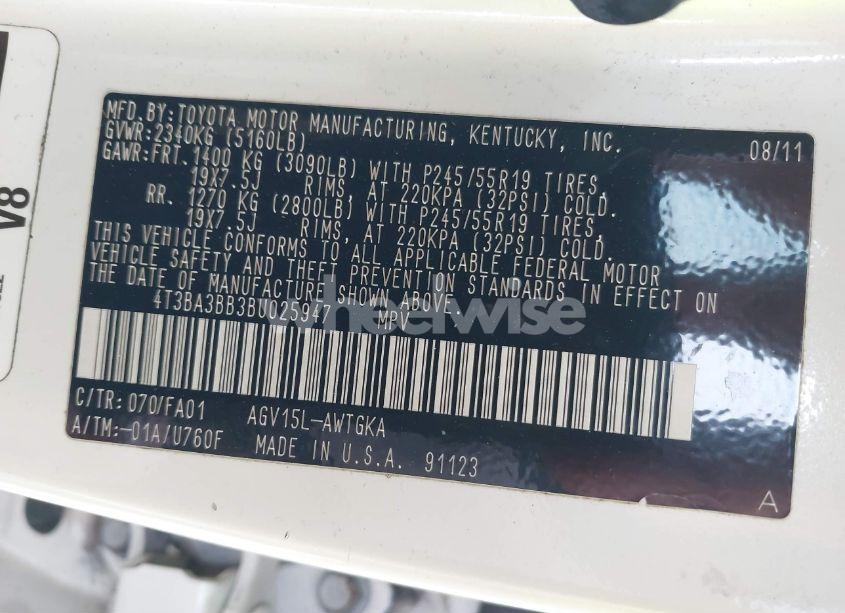 MFD.BY:TOYOTA MOTOR MANUFACTURING, KENTUCKY, INC. 08/11
GVWR:2340KG (5160LB)
GAWR:FRT. 1400 KG (3090LB) WITH P245/55R19 TIRES,
19X7.5J RIMS, AT 220KPA (32PSI) COLD.
RR. 1270 KG (2800LB) WITH P245/55R19 TIRES,
19X7.5J RIMS, AT 220KPA (32PSI) COLD.
THIS VEHICLE CONFORMS TO ALL APPLICABLE FEDERAL MOTOR
VEHICLE SAFETY AND THEFT PREVENTION STANDARDS IN EFFECT ON
THE DATE OF MANUFACTURE SHOWN ABOVE.
4T3BA3BB3BU025947 MPV
wheelwise
C/TR: 070/FA01 AGV15L-AWTGKA
A/TM:-01A/U760F MADE IN U.S.A. 91123
A
V8